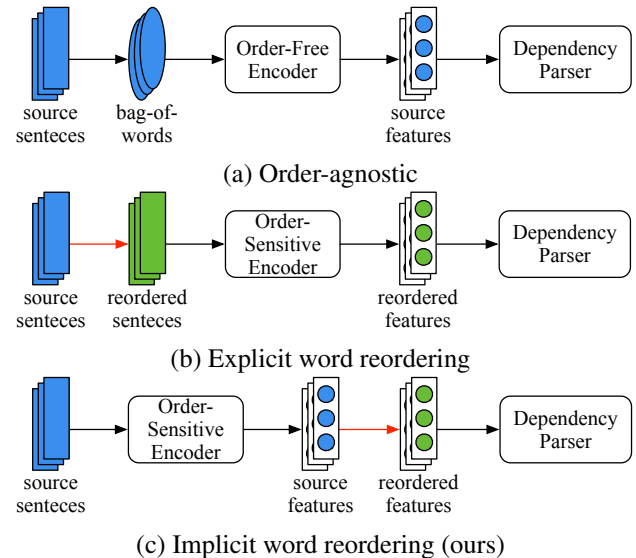 Order-Free
Encoder
Dependency
Parser
source
senteces
bag-of-
words
source
features
(a) Order-agnostic
Order-
Sensitive
Encoder
Dependency
Parser
source
senteces
reordered
senteces
reordered
features
(b) Explicit word reordering
Order-
Sensitive
Encoder
Dependency
Parser
source
senteces
source
features
reordered
features
(c) Implicit word reordering (ours)